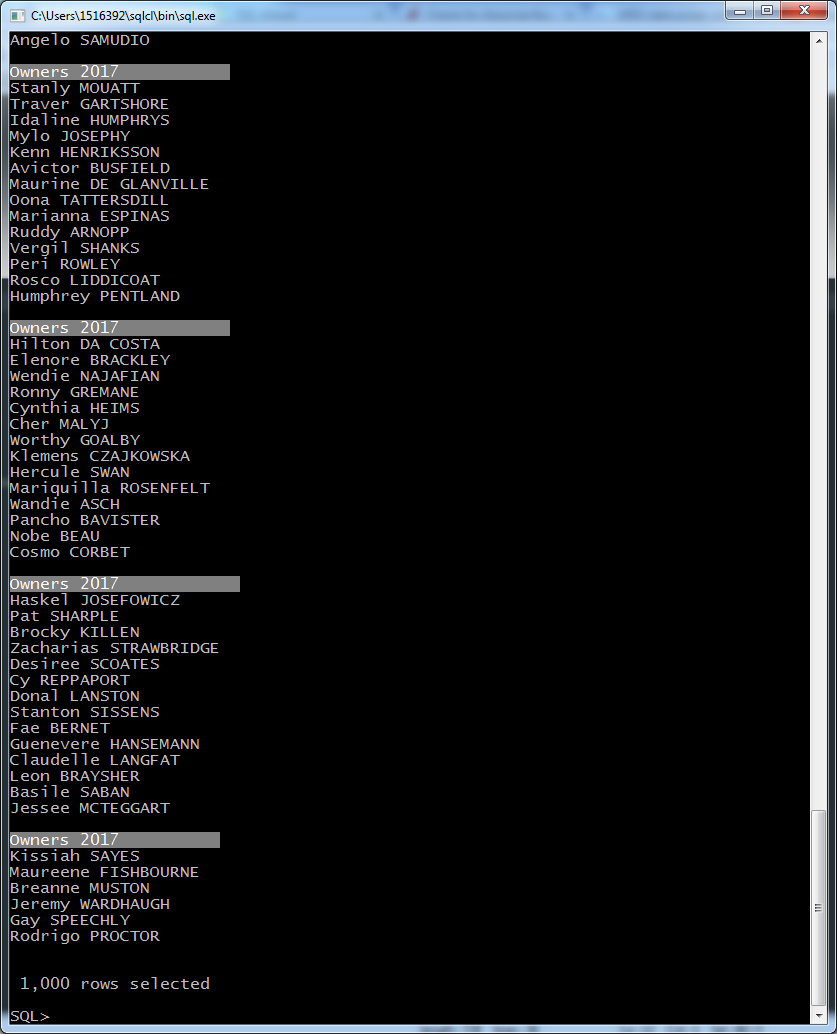 C:\Users\1516392\sqlcl\bin\sql.exe
Angelo SAMUDIO
Owners 2017
Stanly MOUATT
Traver GARTSHORE
Idaline HUMPHRYS
Mylo JOSEPHY
Kenn HENRIKSSON
Avictor BUSFIELD
Maurine DE GLANVILLE
Oona TATTERSDILL
Marianna ESPINAS
Ruddy ARNOPP
Vergil SHANKS
Peri ROWLEY
Rosco LIDDICOAT
Humphrey PENTLAND
Owners 2017
Hilton DA COSTA
Elenore BRACKLEY
Wendie NAJAFIAN
Ronny GREMANE
Cynthia HEIMS
Cher MALYJ
Worthy GOALBY
Klemens CZAJKOWSKA
Hercule SWAN
Mariquilla ROSENFELT
Wandie ASCH
Pancho BAVISTER
Nobe BEAU
Cosmo CORBET
Owners 2017
Haskel JOSEFOWICZ
Pat SHARPLE
Brocky KILLEN
Zacharias STRAWBRIDGE
Desiree SCOATES
Cy REPPAPORT
Donal LANSTON
Stanton SISSENS
Fae BERNET
Guenevere HANSEMANN
Claudelle LANGFAT
Leon BRAYSHER
Basile SABAN
Jessee MCTEGGART
Owners 2017
Kissiah SAYES
Maureene FISHBOURNE
Breanne MUSTON
Jeremy WARDHAUGH
Gay SPEECHLY
Rodrigo PROCTOR
1,000 rows selected
SQL>